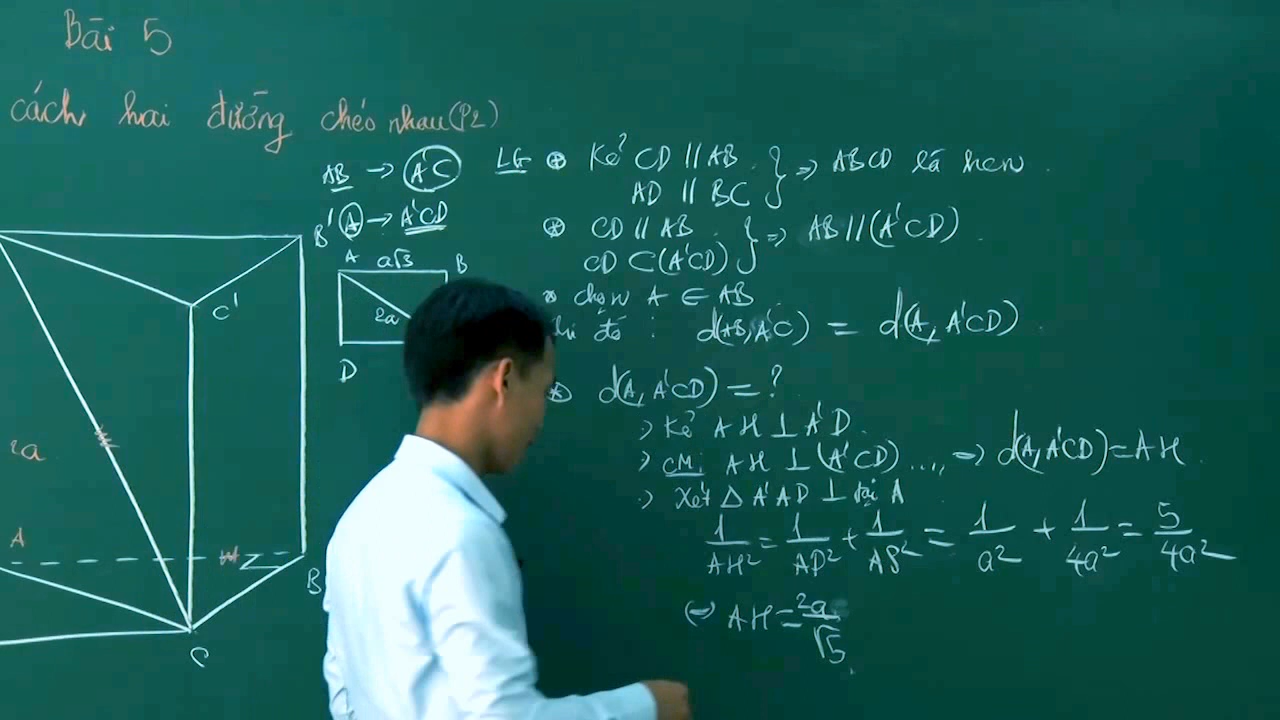 Bài 5
cách hai đường chéo nhau (P2)
AB → A'C
A → A'CD
LG ⊛ Kẻ CD // AB
AD // BC } => ABCD là hcn
⊛ CD // AB
CD ⊂ (A'CD) } => AB // (A'CD)
* chọn A ∈ AB
đó : d(AB, A'C) = d(A, A'CD)
⊛ d(A, A'CD) = ?
Kẻ AH ⊥ A'D
CM: AH ⊥ (A'CD) .... => d(A, A'CD) = AH
Xét Δ A'AD ⊥ tại A
1/AH² = 1/AD² + 1/AS² = 1/a² + 1/4a² = 5/4a²
(=) AH = 2a/√5
B'
C'
2a
A
B
C
A a√3 B
2a
D